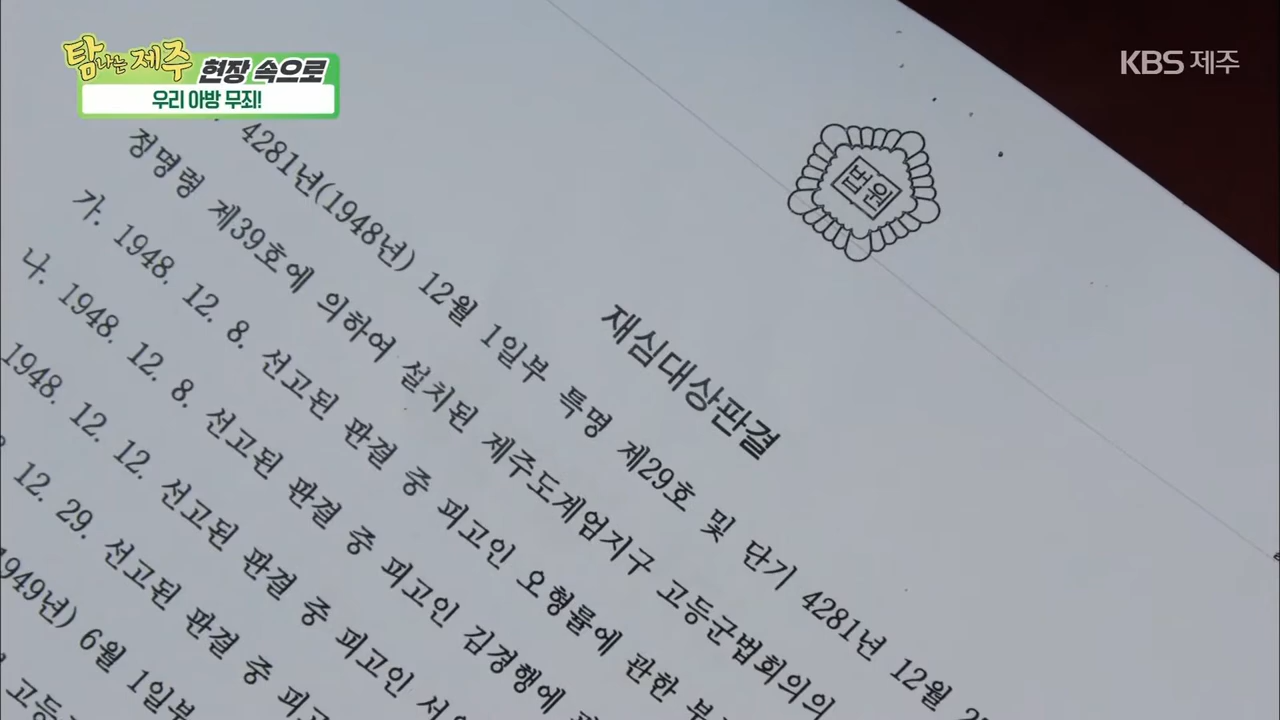 탐나는 제주 현장 속으로
우리 아방 무죄!
KBS 제주
법원
재심대상판결
4281년(1948년) 12월 1일부 특명 제29호 및 단기 4281년 12월
정명령 제39호에 의하여 설치된 제주도계엄지구 고등군법회의의
가. 1948. 12. 8. 선고된 판결 중 피고인 오형률에 관한
나. 1948. 12. 8. 선고된 판결 중 피고인 김경행에
1948. 12. 12. 선고된 판결 중 피고인
12. 29. 선고된 판결 중
1949년) 6월 1일부